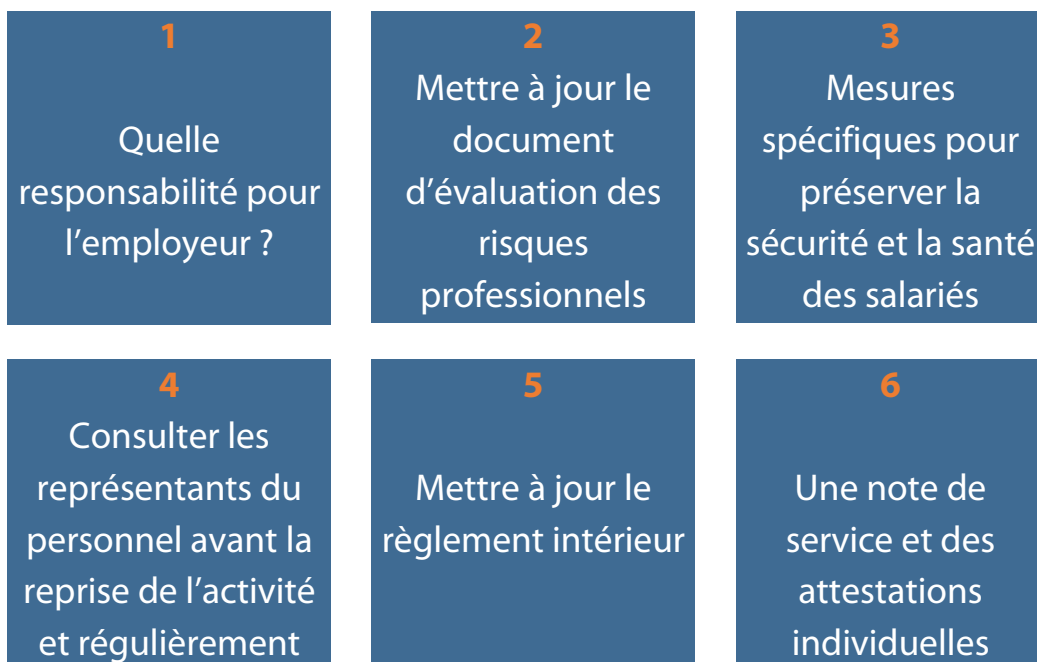 1
Quelle
responsabilité pour
l’employeur ?
2
Mettre à jour le
document
d’évaluation des
risques
professionnels
3
Mesures
spécifiques pour
préserver la
sécurité et la santé
des salariés
4
Consulter les
représentants du
personnel avant la
reprise de l’activité
et régulièrement
5
Mettre à jour le
règlement intérieur
6
Une note de
service et des
attestations
individuelles